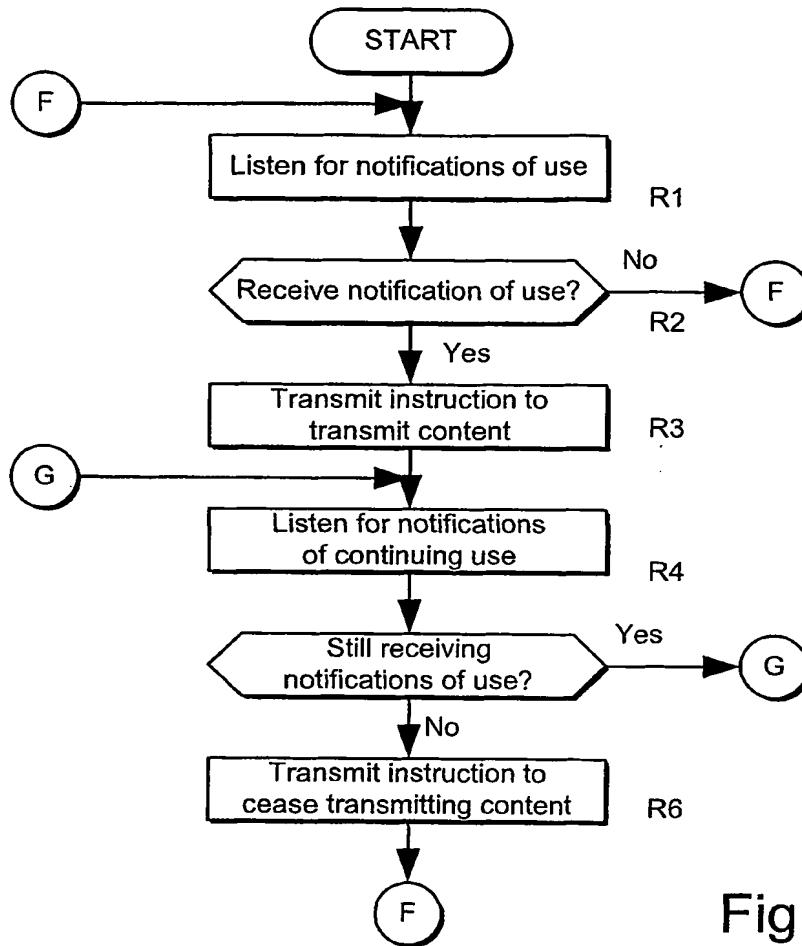 START
F
Listen for notifications of use
R1
No
Receive notification of use?
F
R2
Yes
Transmit instruction to
transmit content
R3
G
Listen for notifications
of continuing use
R4
Yes
Still receiving
notifications of use?
G
No
Transmit instruction to
cease transmitting content
R6
F
Fig